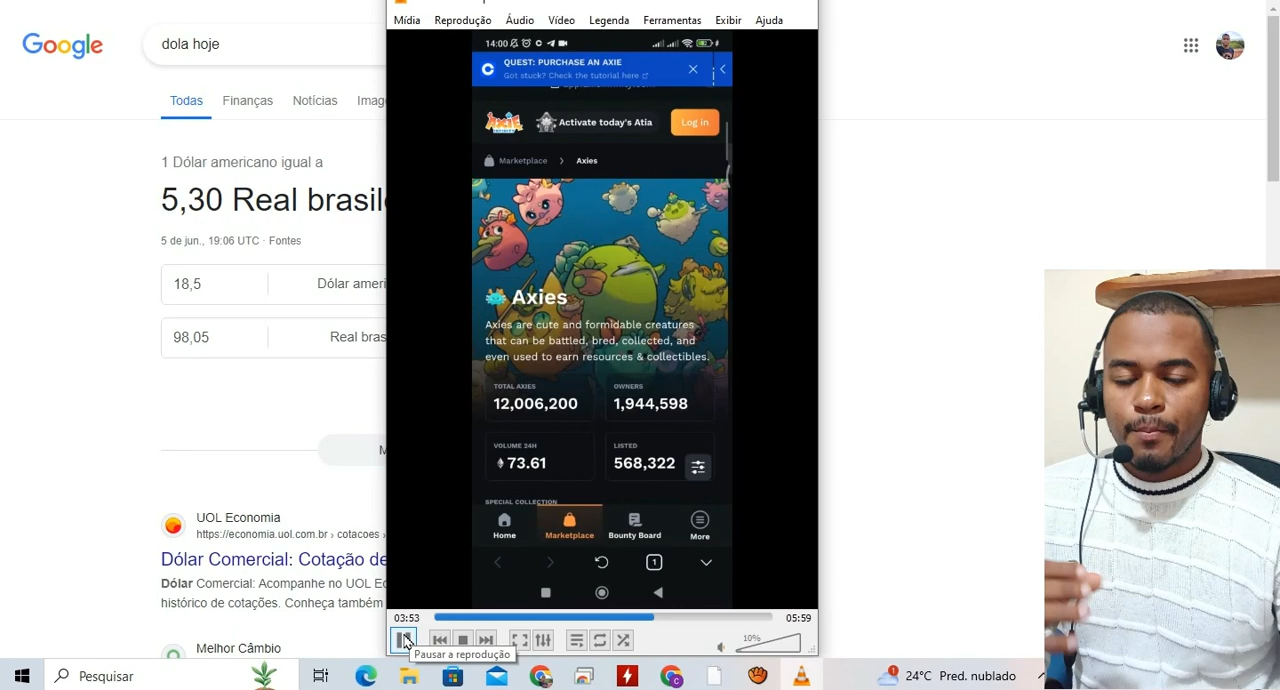 Google
dola hoje
Todas Finanças Notícias Imag
1 Dólar americano igual a
5,30 Real brasile
5 de jun., 19:06 UTC · Fontes
18,5 Dólar ameri
98,05 Real bras
M
UOL Economia
https://economia.uol.com.br › cotacoes ›
Dólar Comercial: Cotação de
Dólar Comercial: Acompanhe no UOL Ec
histórico de cotações. Conheça também
Melhor Câmbio
Mídia Reprodução Áudio Vídeo Legenda Ferramentas Exibir Ajuda
14:00
QUEST: PURCHASE AN AXIE
Got stuck? Check the tutorial here
AXIE
Activate today's Atia
Log in
Marketplace > Axies
Axies
Axies are cute and formidable creatures
that can be battled, bred, collected, and
even used to earn resources & collectibles.
TOTAL AXIES
12,006,200
OWNERS
1,944,598
VOLUME 24H
73.61
LISTED
568,322
SPECIAL COLLECTION
Home Marketplace Bounty Board More
1
03:53 05:59
10%
Pausar a reprodução
Pesquisar
1
24°C Pred. nublado